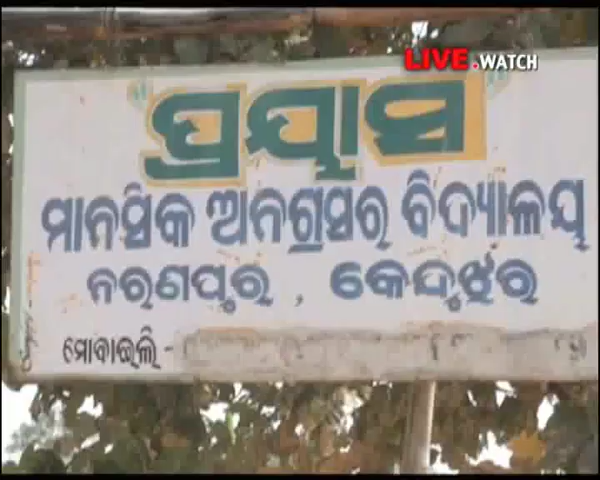 LIVE.WATCH
"ପ୍ରୟାସ"
ମାନସିକ ଅନଗ୍ରସର ବିଦ୍ୟାଳୟ
ନରଣପୁର , କେନ୍ଦୁଝର
ମୋବାଇଲି -